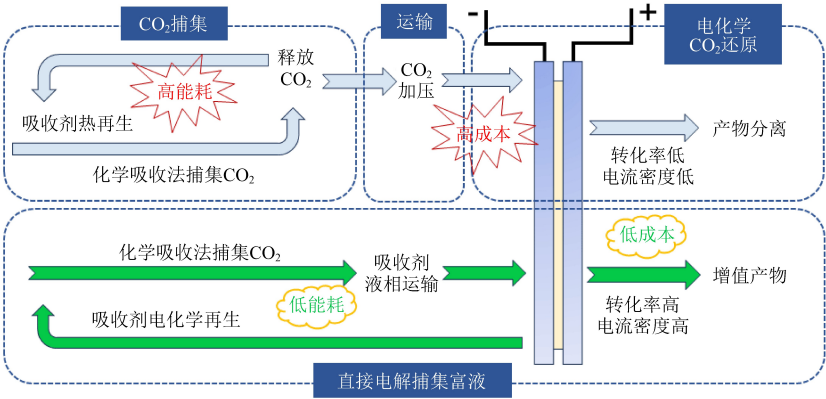 CO₂捕集
运输
-
+
电化学
CO₂还原
释放
CO₂
高能耗
吸收剂热再生
化学吸收法捕集CO₂
CO₂
加压
高成本
产物分离
转化率低
电流密度低
化学吸收法捕集CO₂
低能耗
吸收剂电化学再生
吸收剂
液相运输
低成本
增值产物
转化率高
电流密度高
直接电解捕集富液